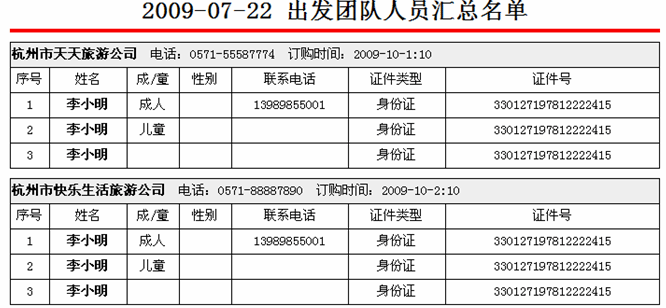 2009-07-22 出发团队人员汇总名单
杭州市天天旅游公司 电话：0571-55587774 订购时间：2009-10-1:10
序号 姓名 成/童 性别 联系电话 证件类型 证件号
1 李小明 成人 13989855001 身份证 330127197812222415
2 李小明 儿童 身份证 330127197812222415
3 李小明 身份证 330127197812222415
杭州市快乐生活旅游公司 电话：0571-88887890 订购时间：2009-10-2:10
序号 姓名 成/童 性别 联系电话 证件类型 证件号
1 李小明 成人 13989855001 身份证 330127197812222415
2 李小明 儿童 身份证 330127197812222415
3 李小明 身份证 330127197812222415